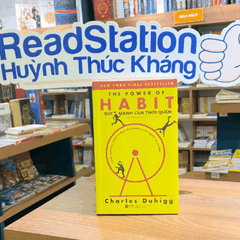 ReadStation
Huỳnh Thúc Kháng
NEW YORK TIMES BESTSELLER
THE POWER OF
HABIT
SỨC MẠNH CỦA THÓI QUEN
Charles Duhigg